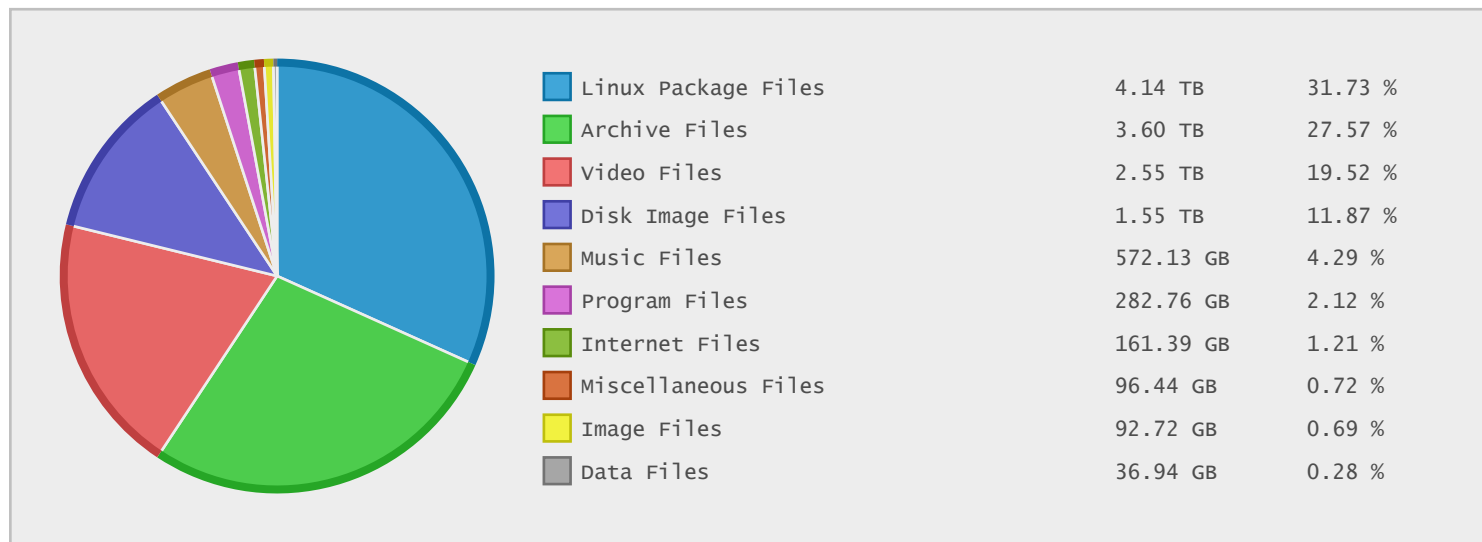 Linux Package Files 4.14 TB 31.73 %
Archive Files 3.60 TB 27.57 %
Video Files 2.55 TB 19.52 %
Disk Image Files 1.55 TB 11.87 %
Music Files 572.13 GB 4.29 %
Program Files 282.76 GB 2.12 %
Internet Files 161.39 GB 1.21 %
Miscellaneous Files 96.44 GB 0.72 %
Image Files 92.72 GB 0.69 %
Data Files 36.94 GB 0.28 %